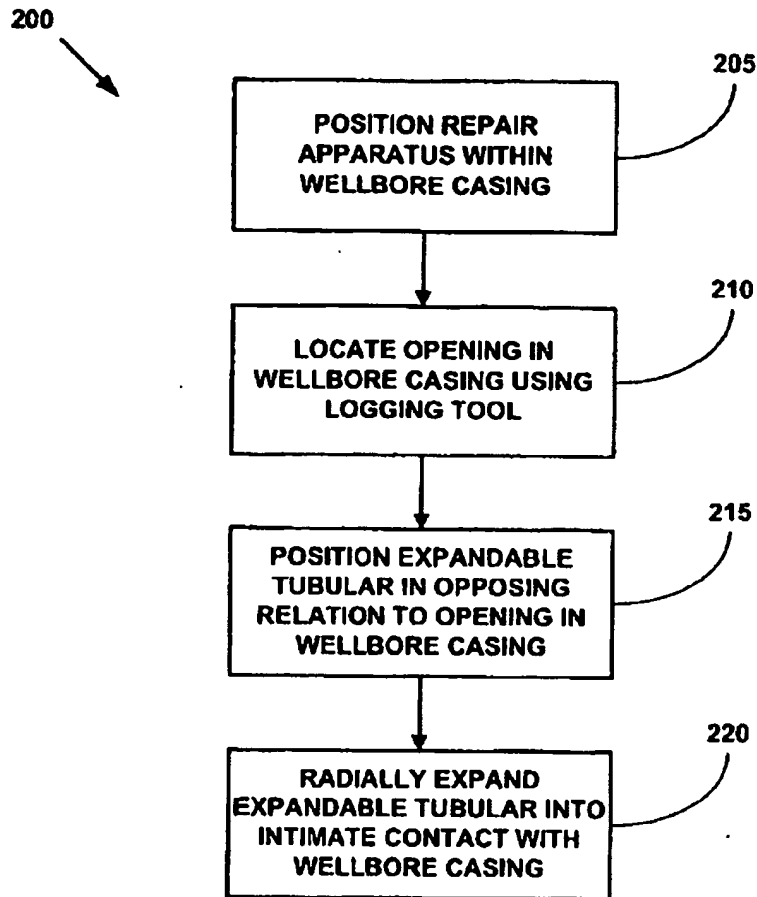 200
205
POSITION REPAIR
APPARATUS WITHIN
WELLBORE CASING
210
LOCATE OPENING IN
WELLBORE CASING USING
LOGGING TOOL
215
POSITION EXPANDABLE
TUBULAR IN OPPOSING
RELATION TO OPENING IN
WELLBORE CASING
220
RADIALLY EXPAND
EXPANDABLE TUBULAR INTO
INTIMATE CONTACT WITH
WELLBORE CASING